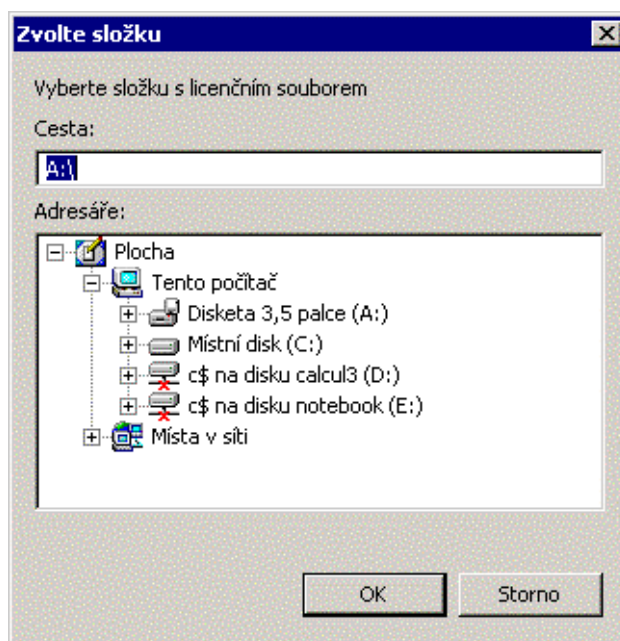 Zvolte složku
Vyberte složku s licenčním souborem
Cesta:
A:\
Adresáře:
Plocha
Tento počítač
Disketa 3,5 palce (A:)
Místní disk (C:)
c$ na disku calcul3 (D:)
c$ na disku notebook (E:)
Místa v síti
OK Storno